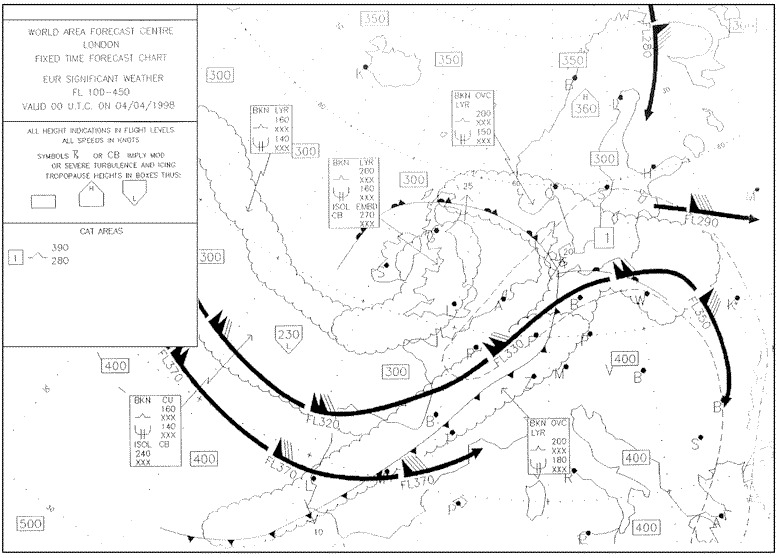 WORLD AREA FORECAST CENTRE
LONDON
FIXED TIME FORECAST CHART
EUR SIGNIFICANT WEATHER
FL 100-450
VALID 00 U.T.C. ON 04/04/1998
ALL HEIGHT INDICATIONS IN FLIGHT LEVELS
ALL SPEEDS IN KNOTS
SYMBOLS OR CB IMPLY MOD
OR SEVERE TURBULENCE AND ICING
TROPOPAUSE HEIGHTS IN BOXES THUS:
H
L
CAT AREAS
1 390
280
350
300
350
350
FL280
BKN LYR
160
XXX
140
XXX
300
BKN OVC
LYR
200
XXX
150
XXX
H
360
300
BKN LYR
200
XXX
160
XXX
ISOL EMBD
CB 270
XXX
300
25
FL290
1
20
300
230
L
FL330
FL350
400
FL370
300
400
FL320
BKN CU
160
XXX
140
XXX
ISOL CB
240
XXX
400
FL370
FL370
BKN OVC
LYR
200
XXX
180
XXX
400
500
10
400